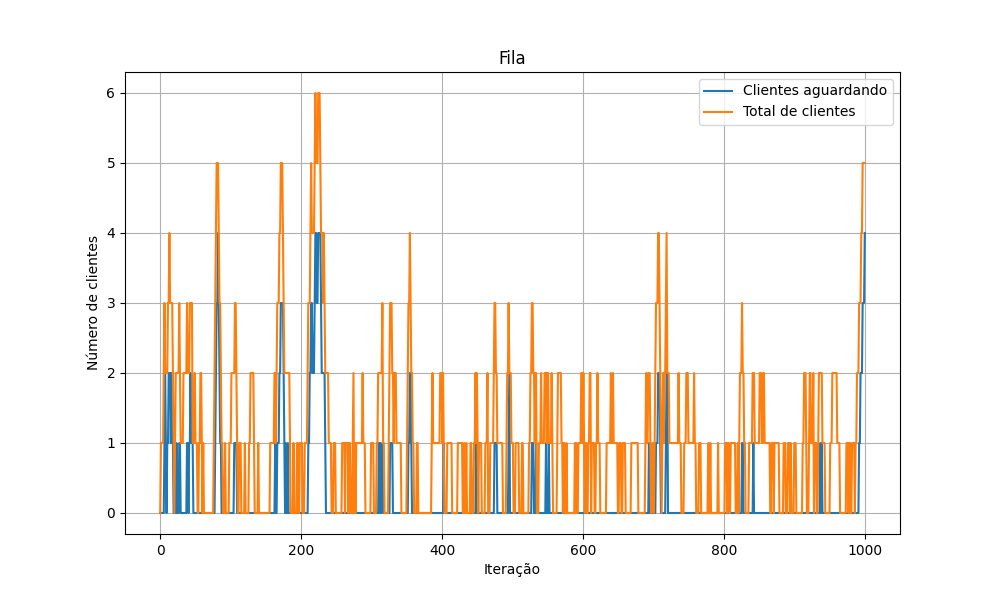 Fila
Clientes aguardando
Total de clientes
Número de clientes
6
5
4
3
2
1
0
0 200 400 600 800 1000
Iteração